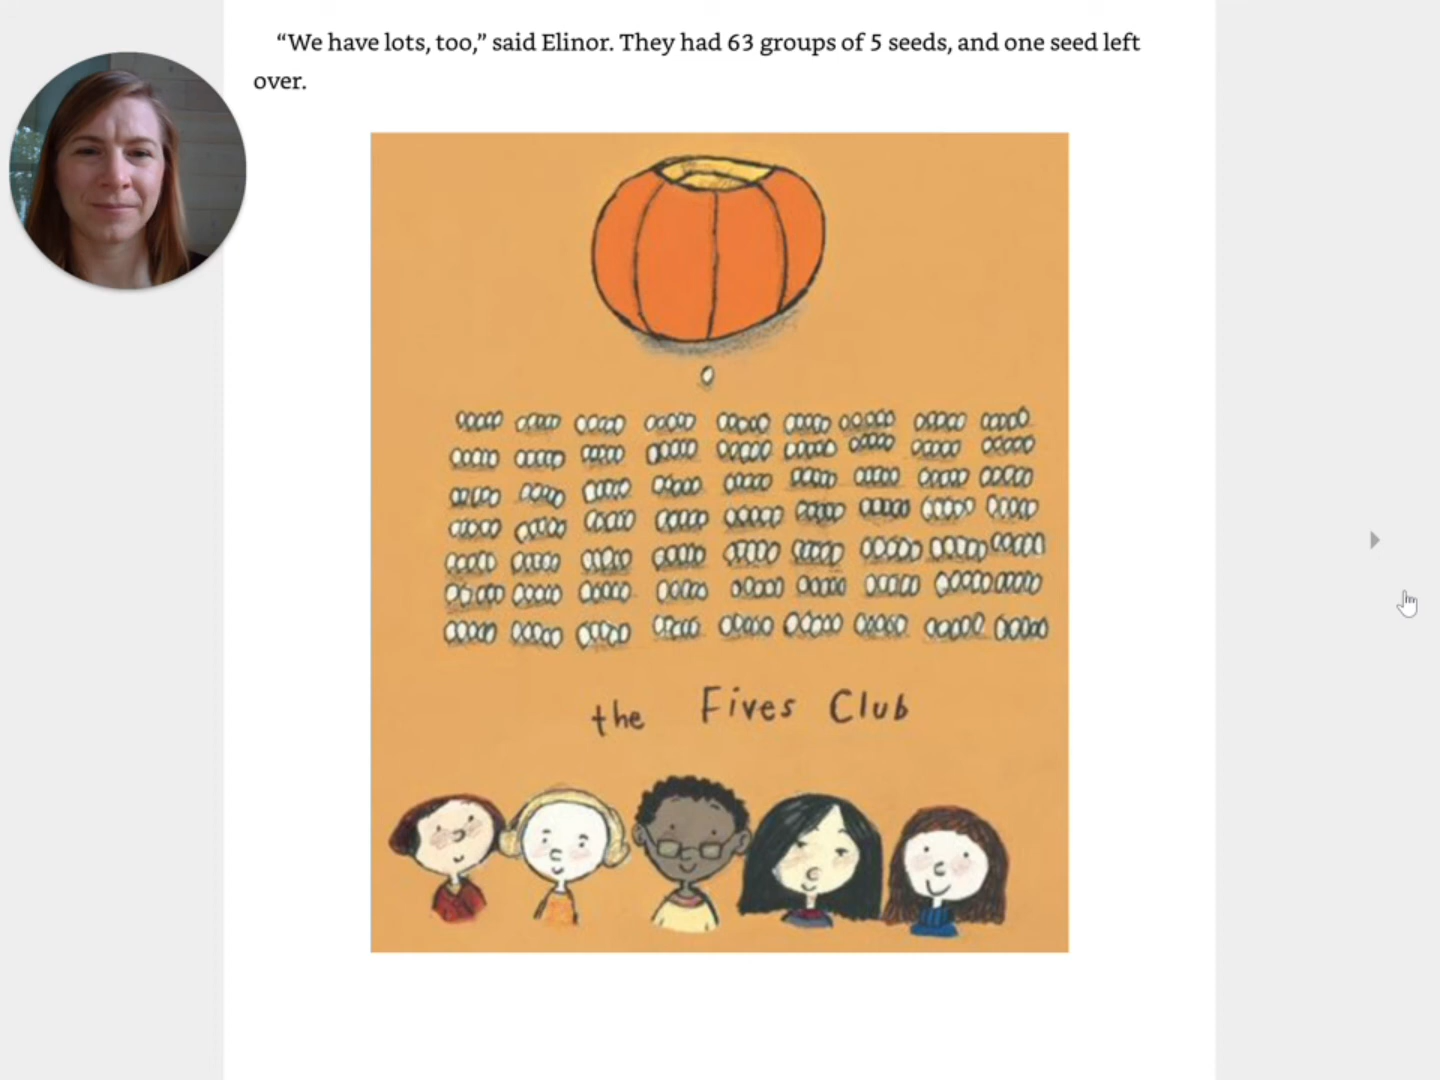 “We have lots, too,” said Elinor. They had 63 groups of 5 seeds, and one seed left
over.
the Fives Club